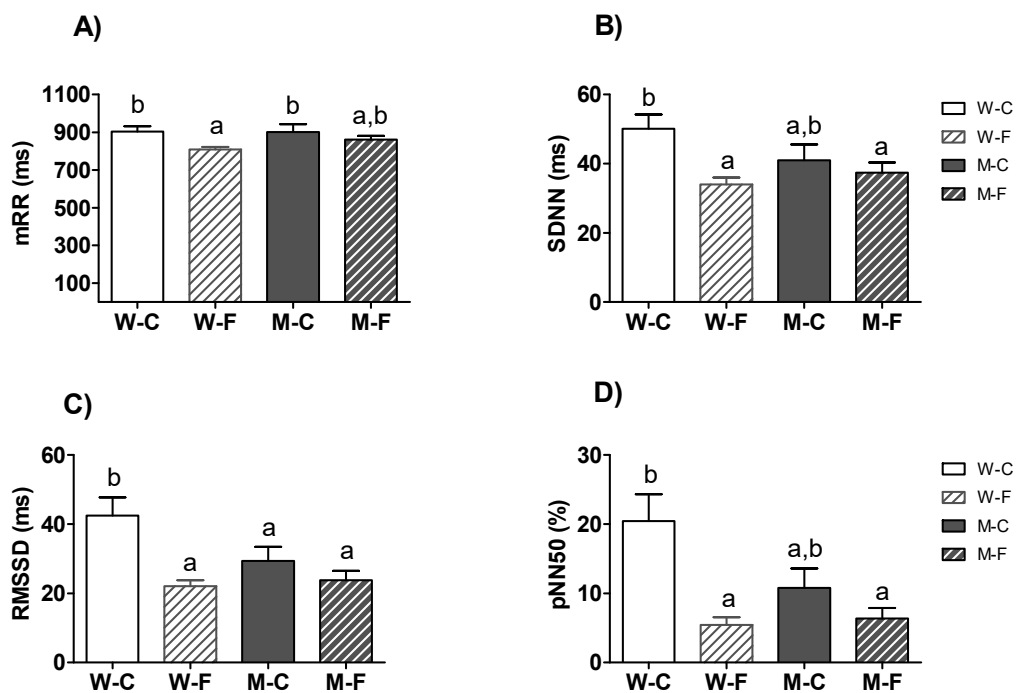 A)
1100
900
700
500
300
100
mRR (ms)
b
a
b
a,b
W-C
W-F
M-C
M-F
B)
60
40
20
0
SDNN (ms)
b
a
a,b
a
W-C
W-F
M-C
M-F
W-C
W-F
M-C
M-F
C)
60
40
20
0
RMSSD (ms)
b
a
a
a
W-C
W-F
M-C
M-F
D)
30
20
10
0
pNN50 (%)
b
a
a,b
a
W-C
W-F
M-C
M-F
W-C
W-F
M-C
M-F